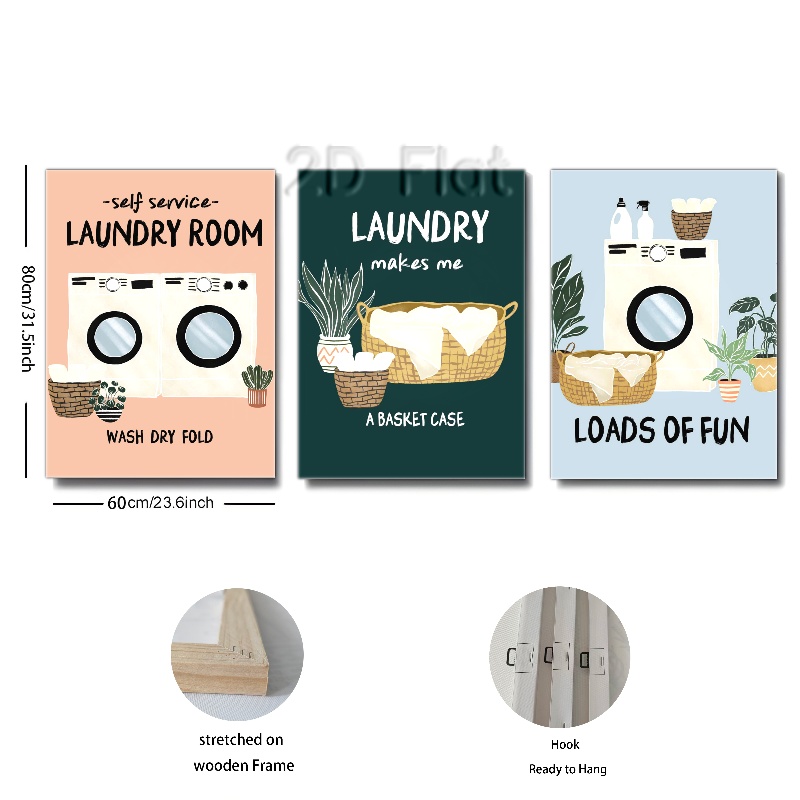 2D Flat
-self service-
LAUNDRY ROOM
WASH DRY FOLD
LAUNDRY
makes me
A BASKET CASE
LOADS OF FUN
80cm/31.5inch
60cm/23.6inch
stretched on
wooden Frame
Hook
Ready to Hang